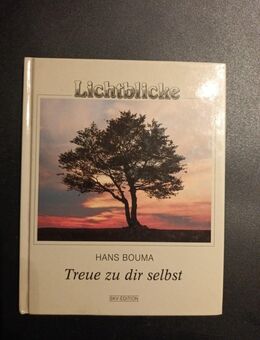 Lichtblicke
HANS BOUMA
Treue zu dir selbst
SKV-EDITION